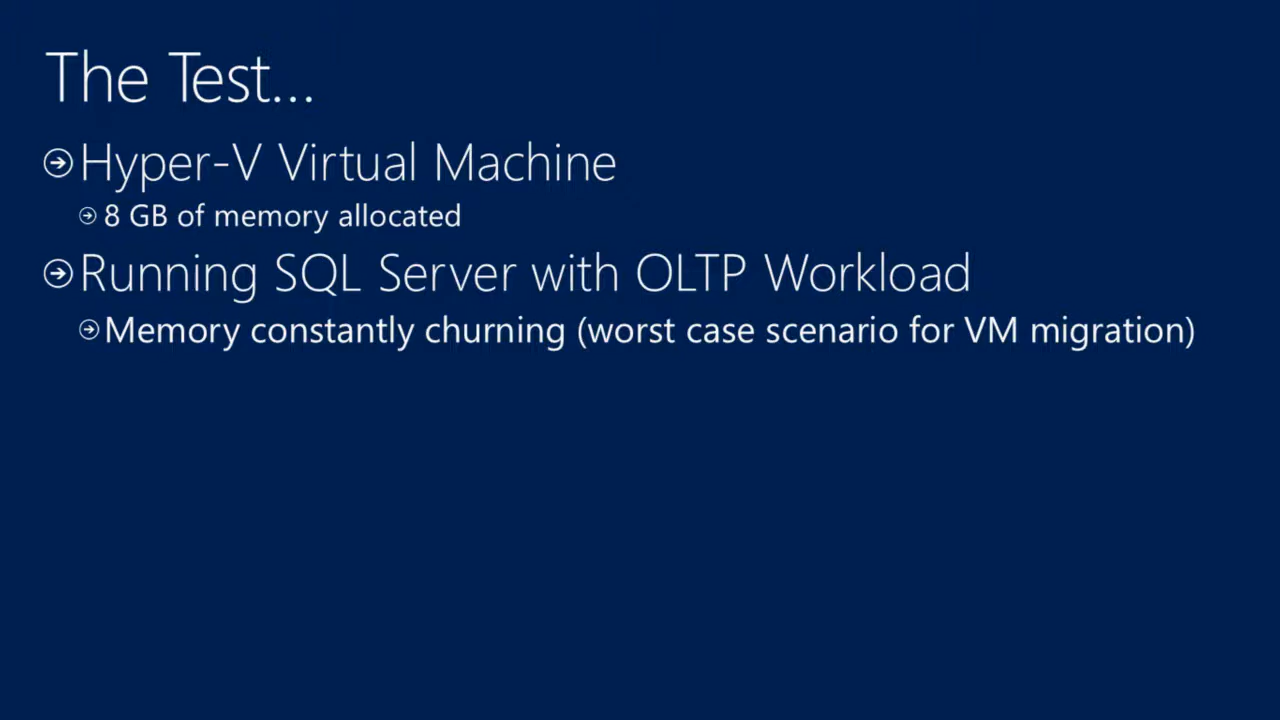 The Test...
Hyper-V Virtual Machine
8 GB of memory allocated
Running SQL Server with OLTP Workload
Memory constantly churning (worst case scenario for VM migration)